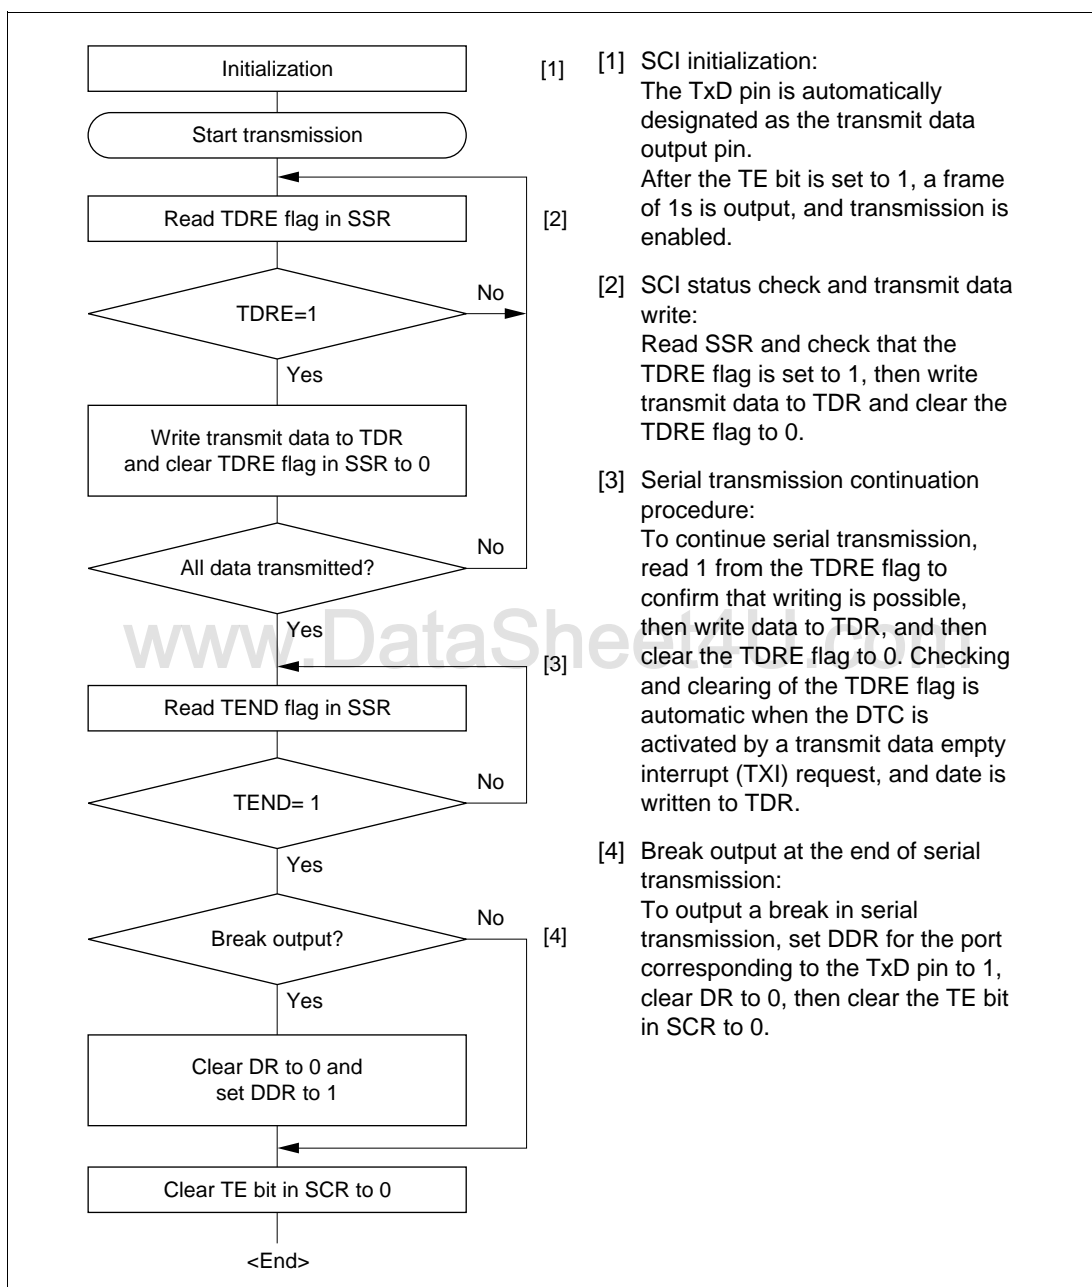 Initialization
[1]
Start transmission
Read TDRE flag in SSR
[2]
TDRE=1
No
Yes
Write transmit data to TDR
and clear TDRE flag in SSR to 0
All data transmitted?
No
Yes
[3]
Read TEND flag in SSR
TEND= 1
No
Yes
Break output?
No
[4]
Yes
Clear DR to 0 and
set DDR to 1
Clear TE bit in SCR to 0
<End>
[1] SCI initialization:
The TxD pin is automatically
designated as the transmit data
output pin.
After the TE bit is set to 1, a frame
of 1s is output, and transmission is
enabled.
[2] SCI status check and transmit data
write:
Read SSR and check that the
TDRE flag is set to 1, then write
transmit data to TDR and clear the
TDRE flag to 0.
[3] Serial transmission continuation
procedure:
To continue serial transmission,
read 1 from the TDRE flag to
confirm that writing is possible,
then write data to TDR, and then
clear the TDRE flag to 0. Checking
and clearing of the TDRE flag is
automatic when the DTC is
activated by a transmit data empty
interrupt (TXI) request, and date is
written to TDR.
[4] Break output at the end of serial
transmission:
To output a break in serial
transmission, set DDR for the port
corresponding to the TxD pin to 1,
clear DR to 0, then clear the TE bit
in SCR to 0.
www.DataSheet4U.com